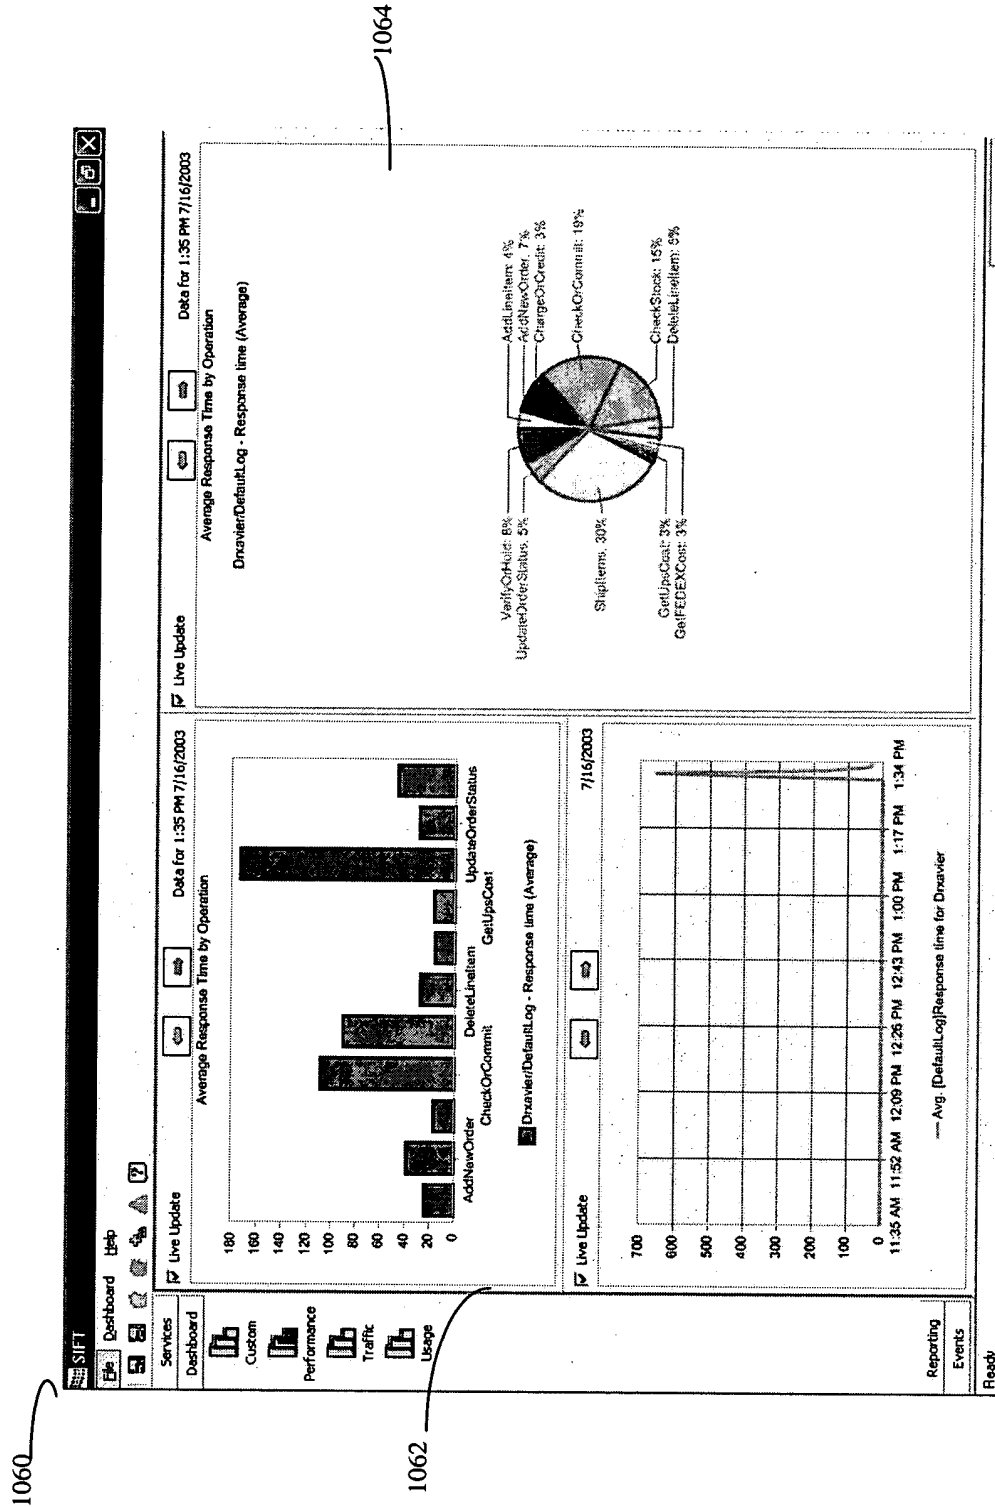 1060
SIFT
File Dashboard Help
Services
Dashboard
Custom
Performance
Traffic
Usage
Reporting
Events
Ready
1062
Live Update
Data for 1:35 PM 7/16/2003
Average Response Time by Operation
180
160
140
120
100
80
60
40
20
0
AddNewOrder
CheckOrCommit
DeleteLineItem
GetUpsCost
UpdateOrderStatus
Drxavier/DefaultLog - Response time (Average)
Live Update
7/16/2003
700
600
500
400
300
200
100
0
11:35 AM 11:52 AM 12:09 PM 12:26 PM 12:43 PM 1:00 PM 1:17 PM 1:34 PM
Avg. [DefaultLog]Response time for Drxavier
Live Update
Data for 1:35 PM 7/16/2003
Average Response Time by Operation
Drxavier/DefaultLog - Response time (Average)
VerifyOrHold: 8%
UpdateOrderStatus: 5%
ShipItems: 30%
GetUpsCost: 3%
GetFEDEXCost: 3%
AddLineItem: 4%
AddNewOrder: 7%
ChargeOrCredit: 3%
CheckOrCommit: 19%
CheckStock: 15%
DeleteLineItem:
1064